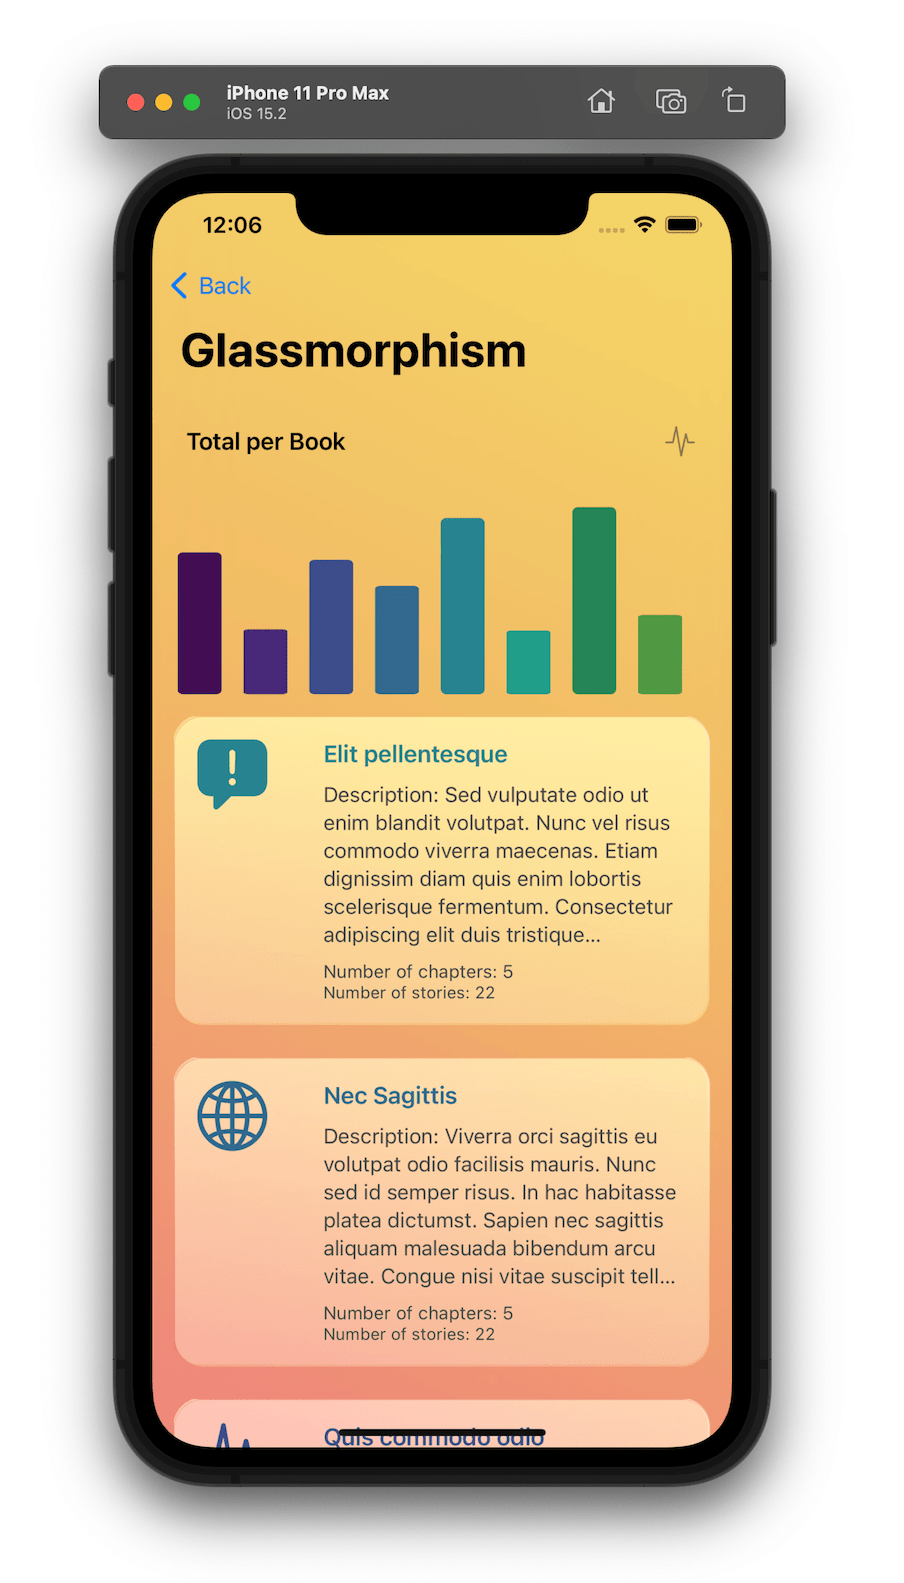 iPhone 11 Pro Max
iOS 15.2
12:06
Back
Glassmorphism
Total per Book
Elit pellentesque
Description: Sed vulputate odio ut
enim blandit volutpat. Nunc vel risus
commodo viverra maecenas. Etiam
dignissim diam quis enim lobortis
scelerisque fermentum. Consectetur
adipiscing elit duis tristique...
Number of chapters: 5
Number of stories: 22
Nec Sagittis
Description: Viverra orci sagittis eu
volutpat odio facilisis mauris. Nunc
sed id semper risus. In hac habitasse
platea dictumst. Sapien nec sagittis
aliquam malesuada bibendum arcu
vitae. Congue nisi vitae suscipit tell...
Number of chapters: 5
Number of stories: 22
Quis commodo odio